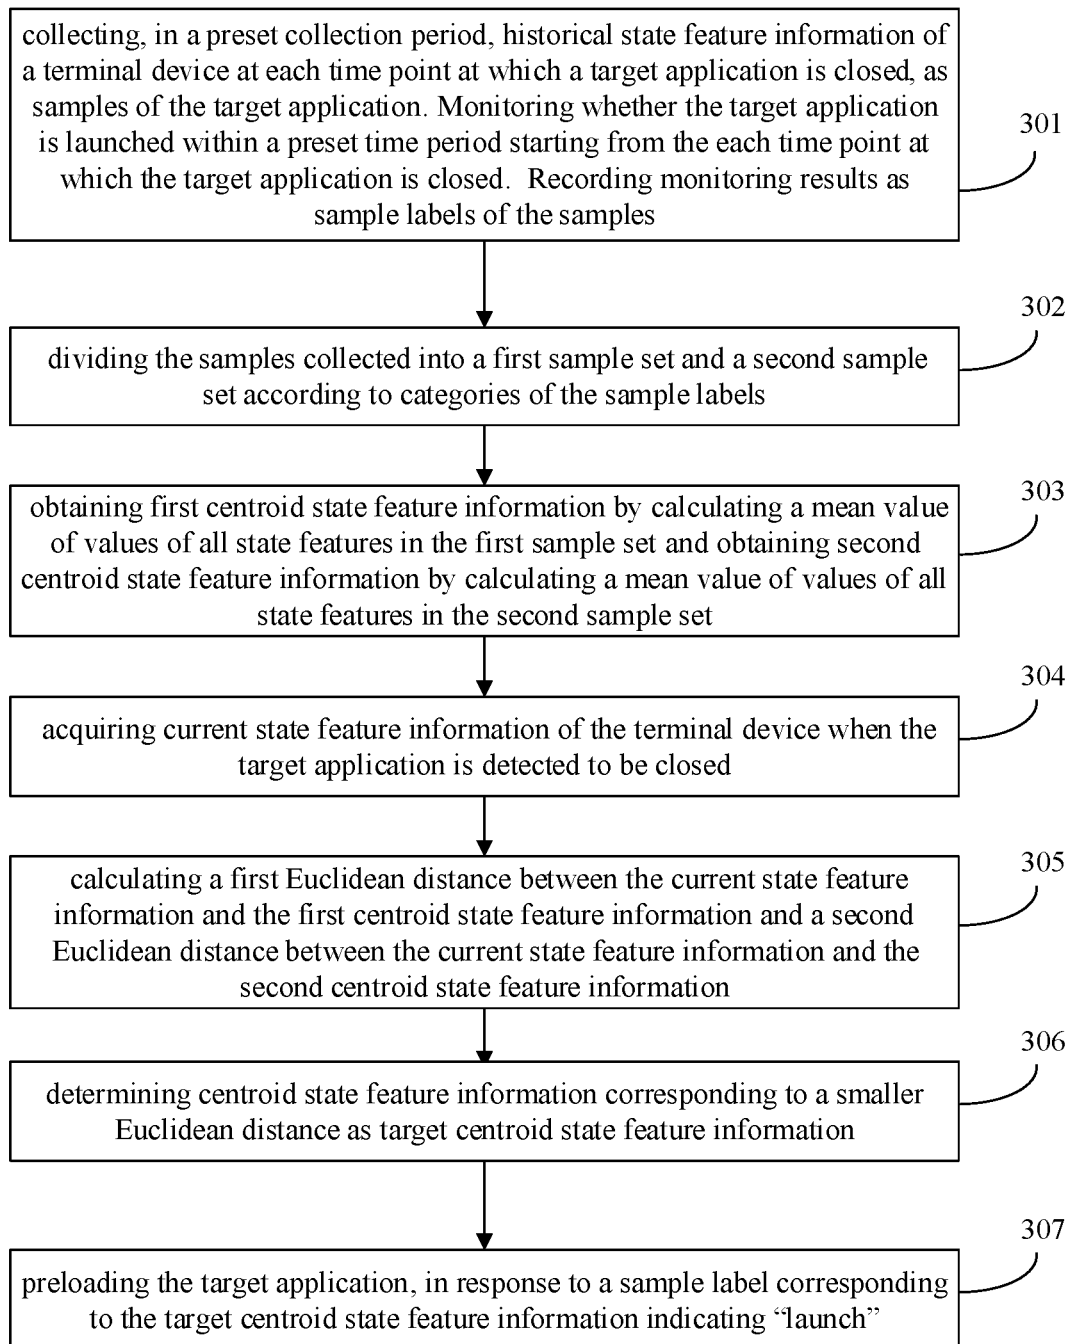 collecting, in a preset collection period, historical state feature information of
a terminal device at each time point at which a target application is closed, as
samples of the target application. Monitoring whether the target application
is launched within a preset time period starting from the each time point at
which the target application is closed.  Recording monitoring results as
sample labels of the samples
301
302
dividing the samples collected into a first sample set and a second sample
set according to categories of the sample labels
303
obtaining first centroid state feature information by calculating a mean value
of values of all state features in the first sample set and obtaining second
centroid state feature information by calculating a mean value of values of all
state features in the second sample set
304
acquiring current state feature information of the terminal device when the
target application is detected to be closed
305
calculating a first Euclidean distance between the current state feature
information and the first centroid state feature information and a second
Euclidean distance between the current state feature information and the
second centroid state feature information
306
determining centroid state feature information corresponding to a smaller
Euclidean distance as target centroid state feature information
307
preloading the target application, in response to a sample label corresponding
to the target centroid state feature information indicating “launch”